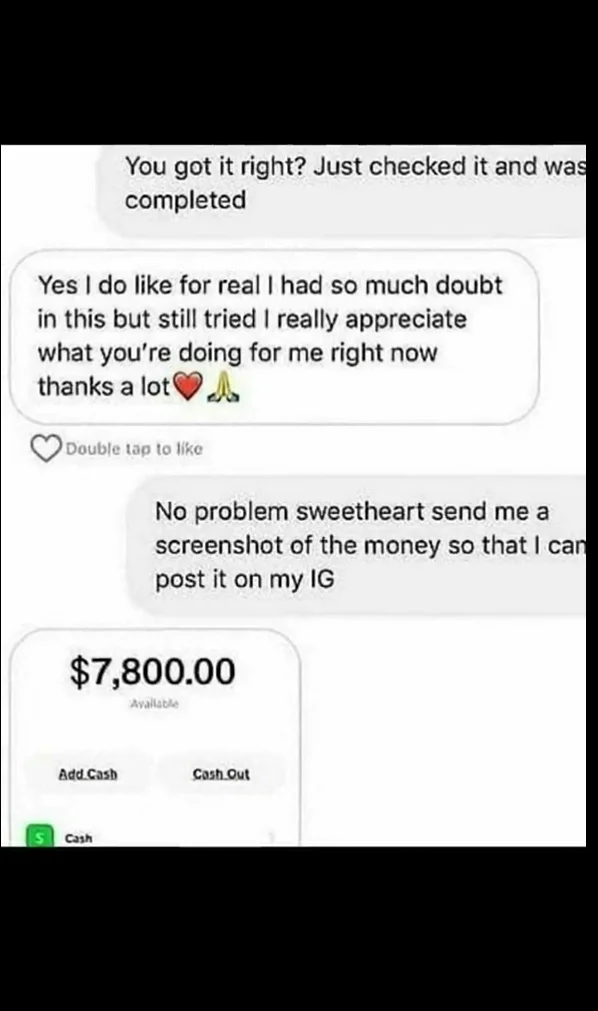 You got it right? Just checked it and was
completed
Yes I do like for real I had so much doubt
in this but still tried I really appreciate
what you're doing for me right now
thanks a lot❤️🙏
Double tap to like
No problem sweetheart send me a
screenshot of the money so that I can
post it on my IG
$7,800.00
Available
Add Cash Cash Out
$ Cash